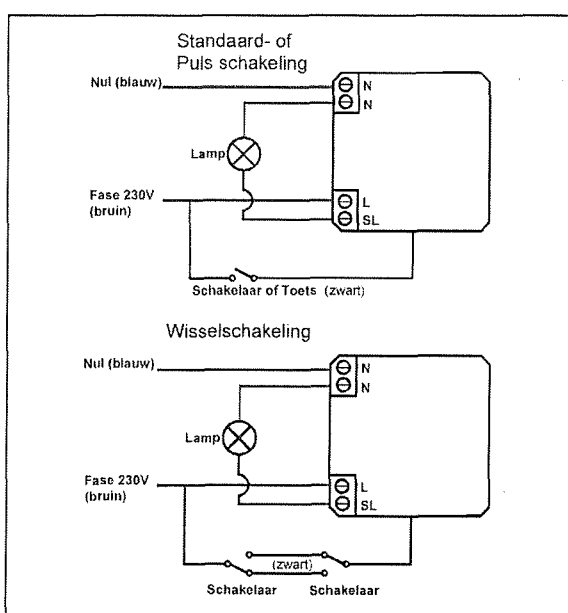 Standaard- of
Puls schakeling
Nul (blauw)
N
N
Lamp
Fase 230V
(bruin)
L
SL
Schakelaar of Toets (zwart)
Wisselschakeling
Nul (blauw)
N
N
Lamp
Fase 230V
(bruin)
L
SL
(zwart)
Schakelaar Schakelaar